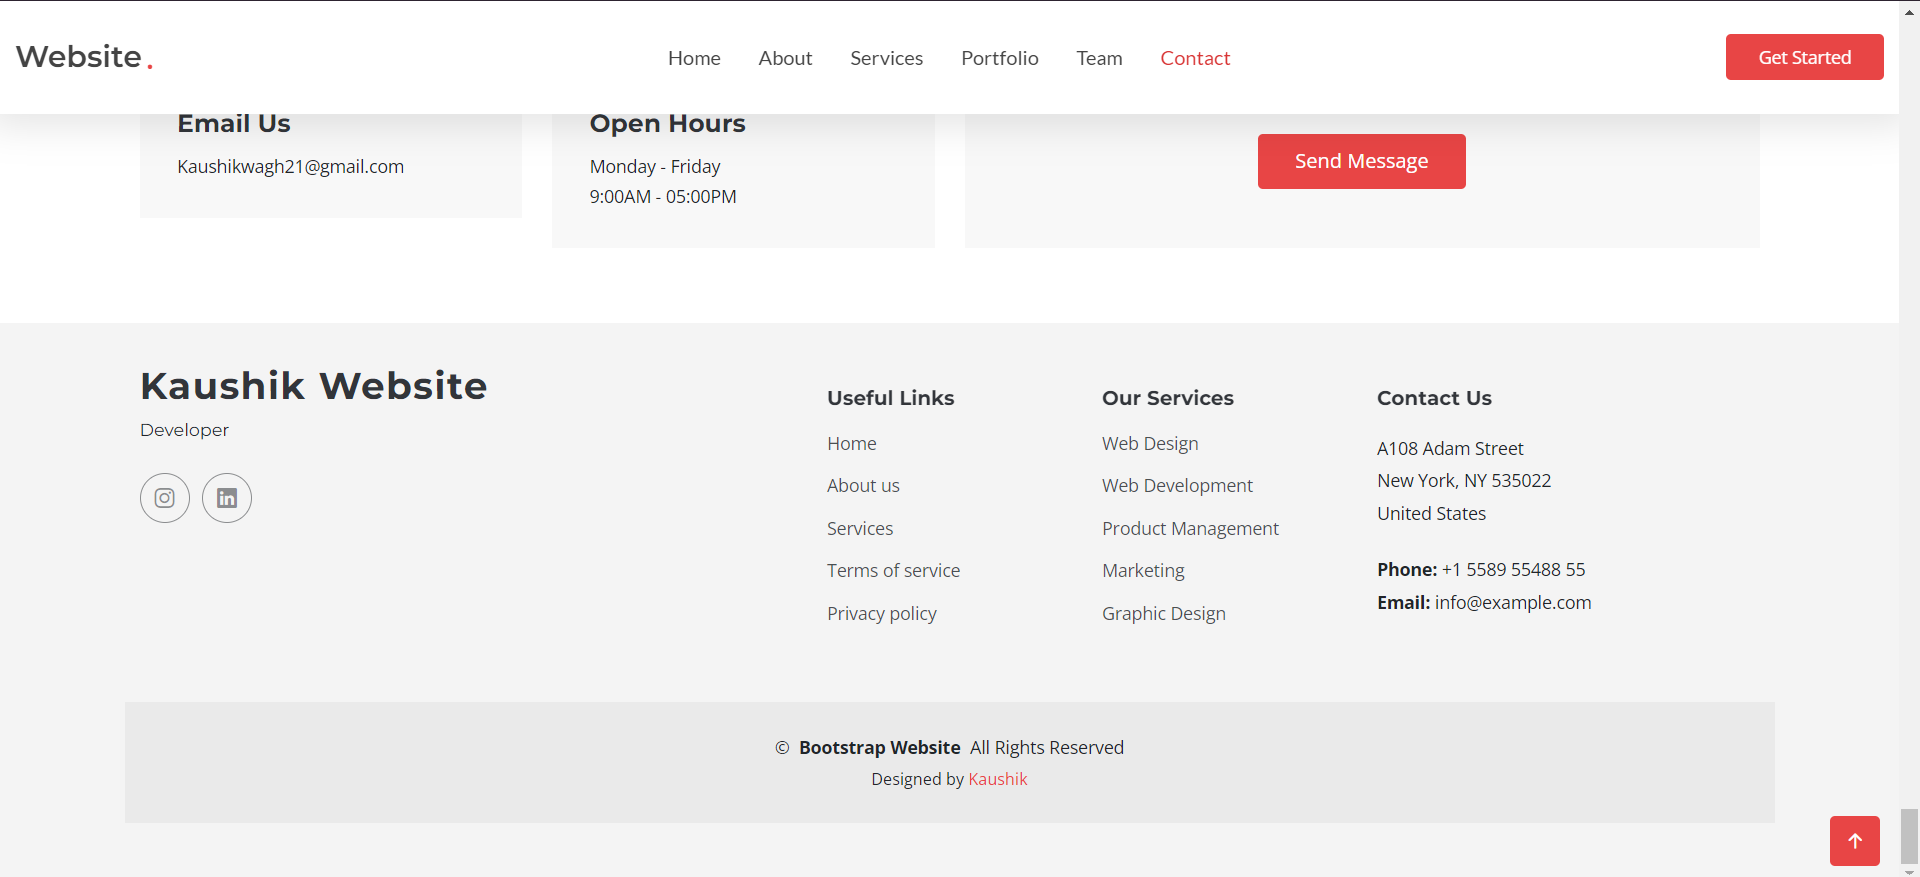 Website.
Home About Services Portfolio Team Contact
Get Started
Email Us
Kaushikwagh21@gmail.com
Open Hours
Monday - Friday
9:00AM - 05:00PM
Send Message
Kaushik Website
Developer
Useful Links
Home
About us
Services
Terms of service
Privacy policy
Our Services
Web Design
Web Development
Product Management
Marketing
Graphic Design
Contact Us
A108 Adam Street
New York, NY 535022
United States
Phone: +1 5589 55488 55
Email: info@example.com
© Bootstrap Website All Rights Reserved
Designed by Kaushik